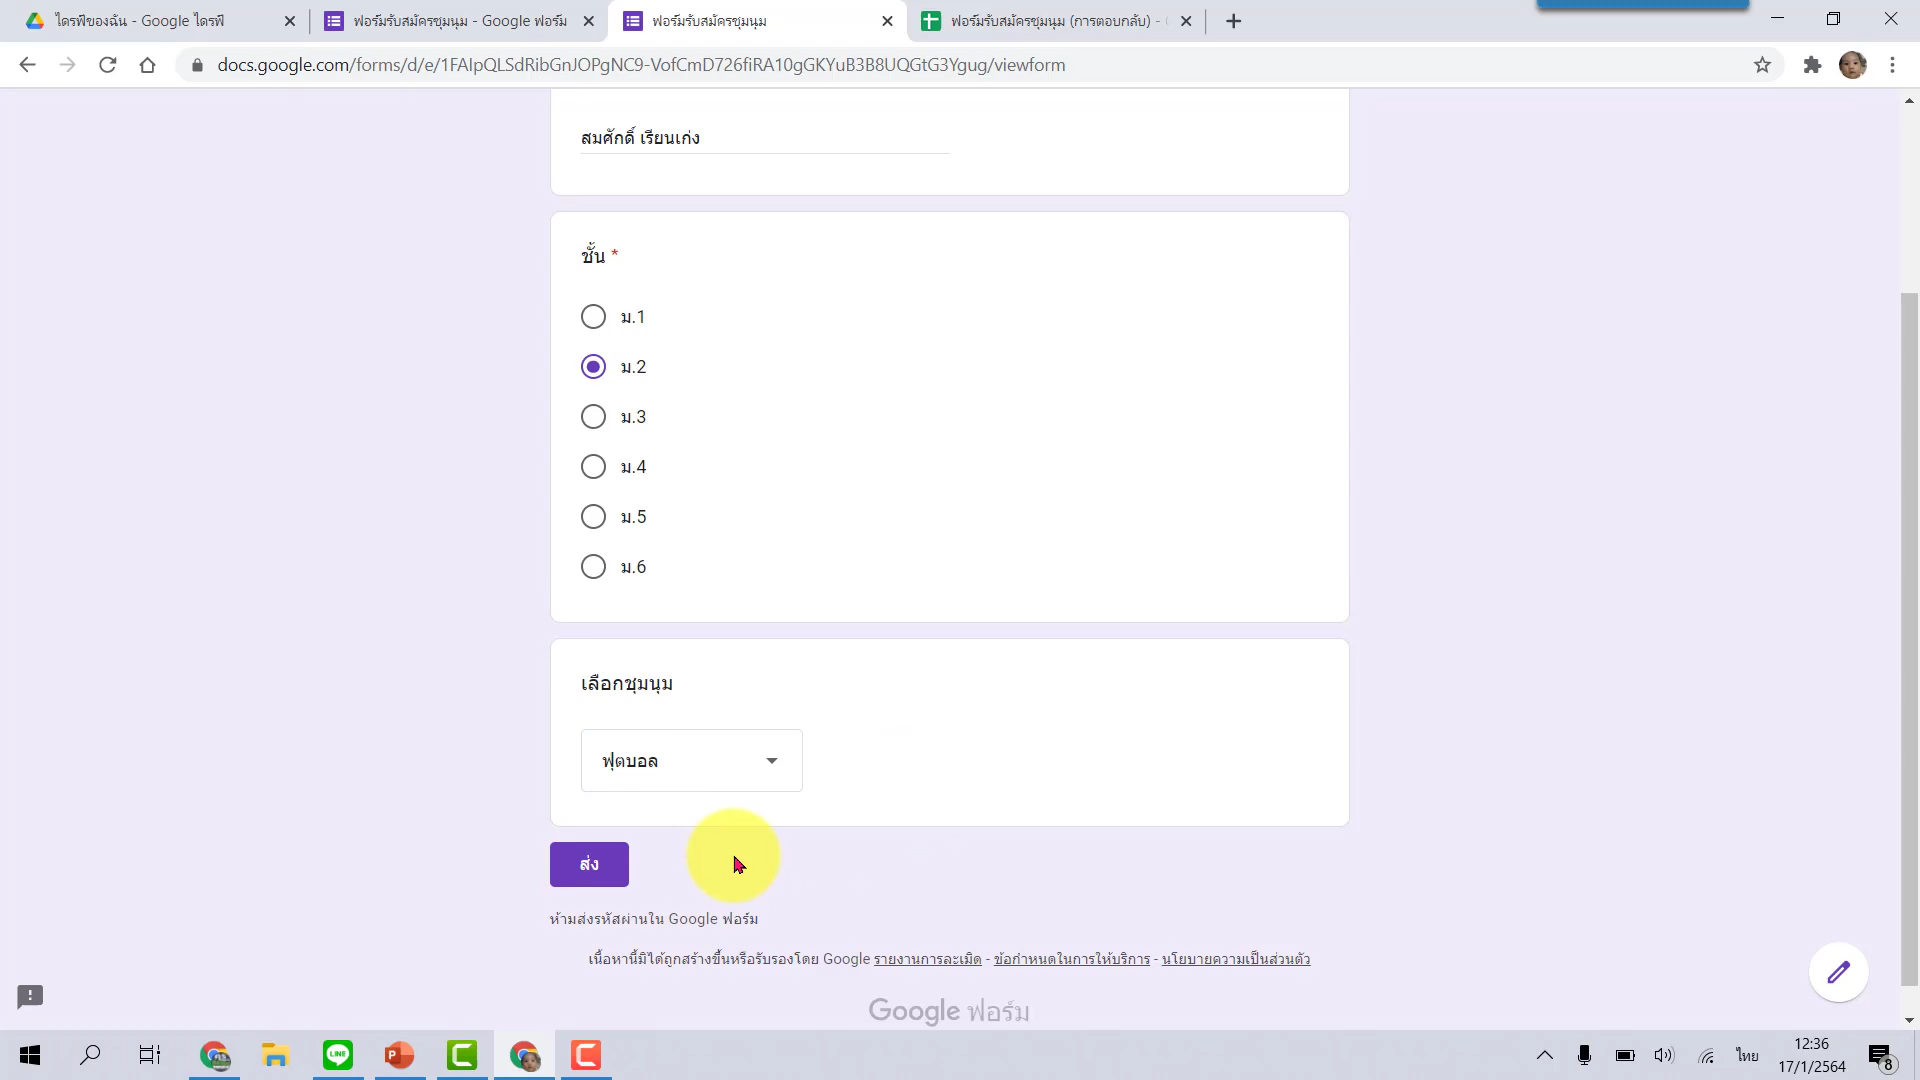 ไดรฟ์ของฉัน - Google ไดรฟ์
ฟอร์มรับสมัครชุมนุม - Google ฟอร์ม
ฟอร์มรับสมัครชุมนุม
ฟอร์มรับสมัครชุมนุม (การตอบกลับ) -
docs.google.com/forms/d/e/1FAIpQLSdRibGnJOPgNC9-VofCmD726fiRA10gGKYuB3B8UQGtG3Ygug/viewform
สมศักดิ์ เรียนเก่ง
ชั้น *
ม.1
ม.2
ม.3
ม.4
ม.5
ม.6
เลือกชุมนุม
ฟุตบอล
ส่ง
ห้ามส่งรหัสผ่านใน Google ฟอร์ม
เนื้อหานี้มิได้ถูกสร้างขึ้นหรือรับรองโดย Google รายงานการละเมิด - ข้อกำหนดในการให้บริการ - นโยบายความเป็นส่วนตัว
Google ฟอร์ม
LINE
ไทย
12:36
17/1/2564
8